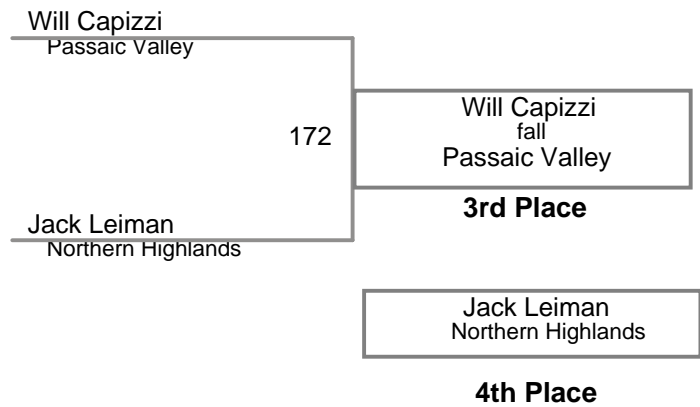 Will Capizzi
Passaic Valley
172
Will Capizzi
fall
Passaic Valley
3rd Place
Jack Leiman
Northern Highlands
Jack Leiman
Northern Highlands
4th Place